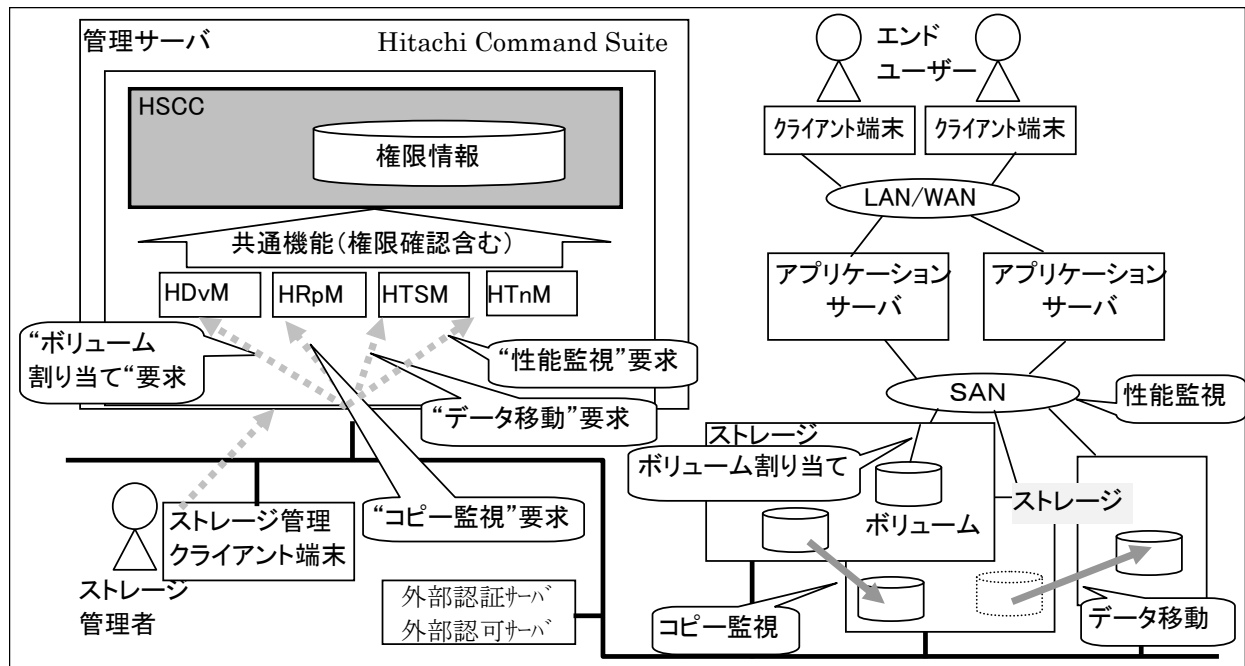 管理サーバ
Hitachi Command Suite
HSCC
権限情報
共通機能(権限確認含む)
HDvM
HRpM
HTSM
HTnM
“ボリューム
割り当て“要求
“性能監視”要求
“データ移動”要求
“コピー監視”要求
ストレージ管理
クライアント端末
ストレージ
管理者
外部認証サーバ
外部認可サーバ
エンド
ユーザー
クライアント端末
クライアント端末
LAN/WAN
アプリケーション
サーバ
アプリケーション
サーバ
SAN
性能監視
ストレージ
ボリューム割り当て
ボリューム
ストレージ
コピー監視
データ移動